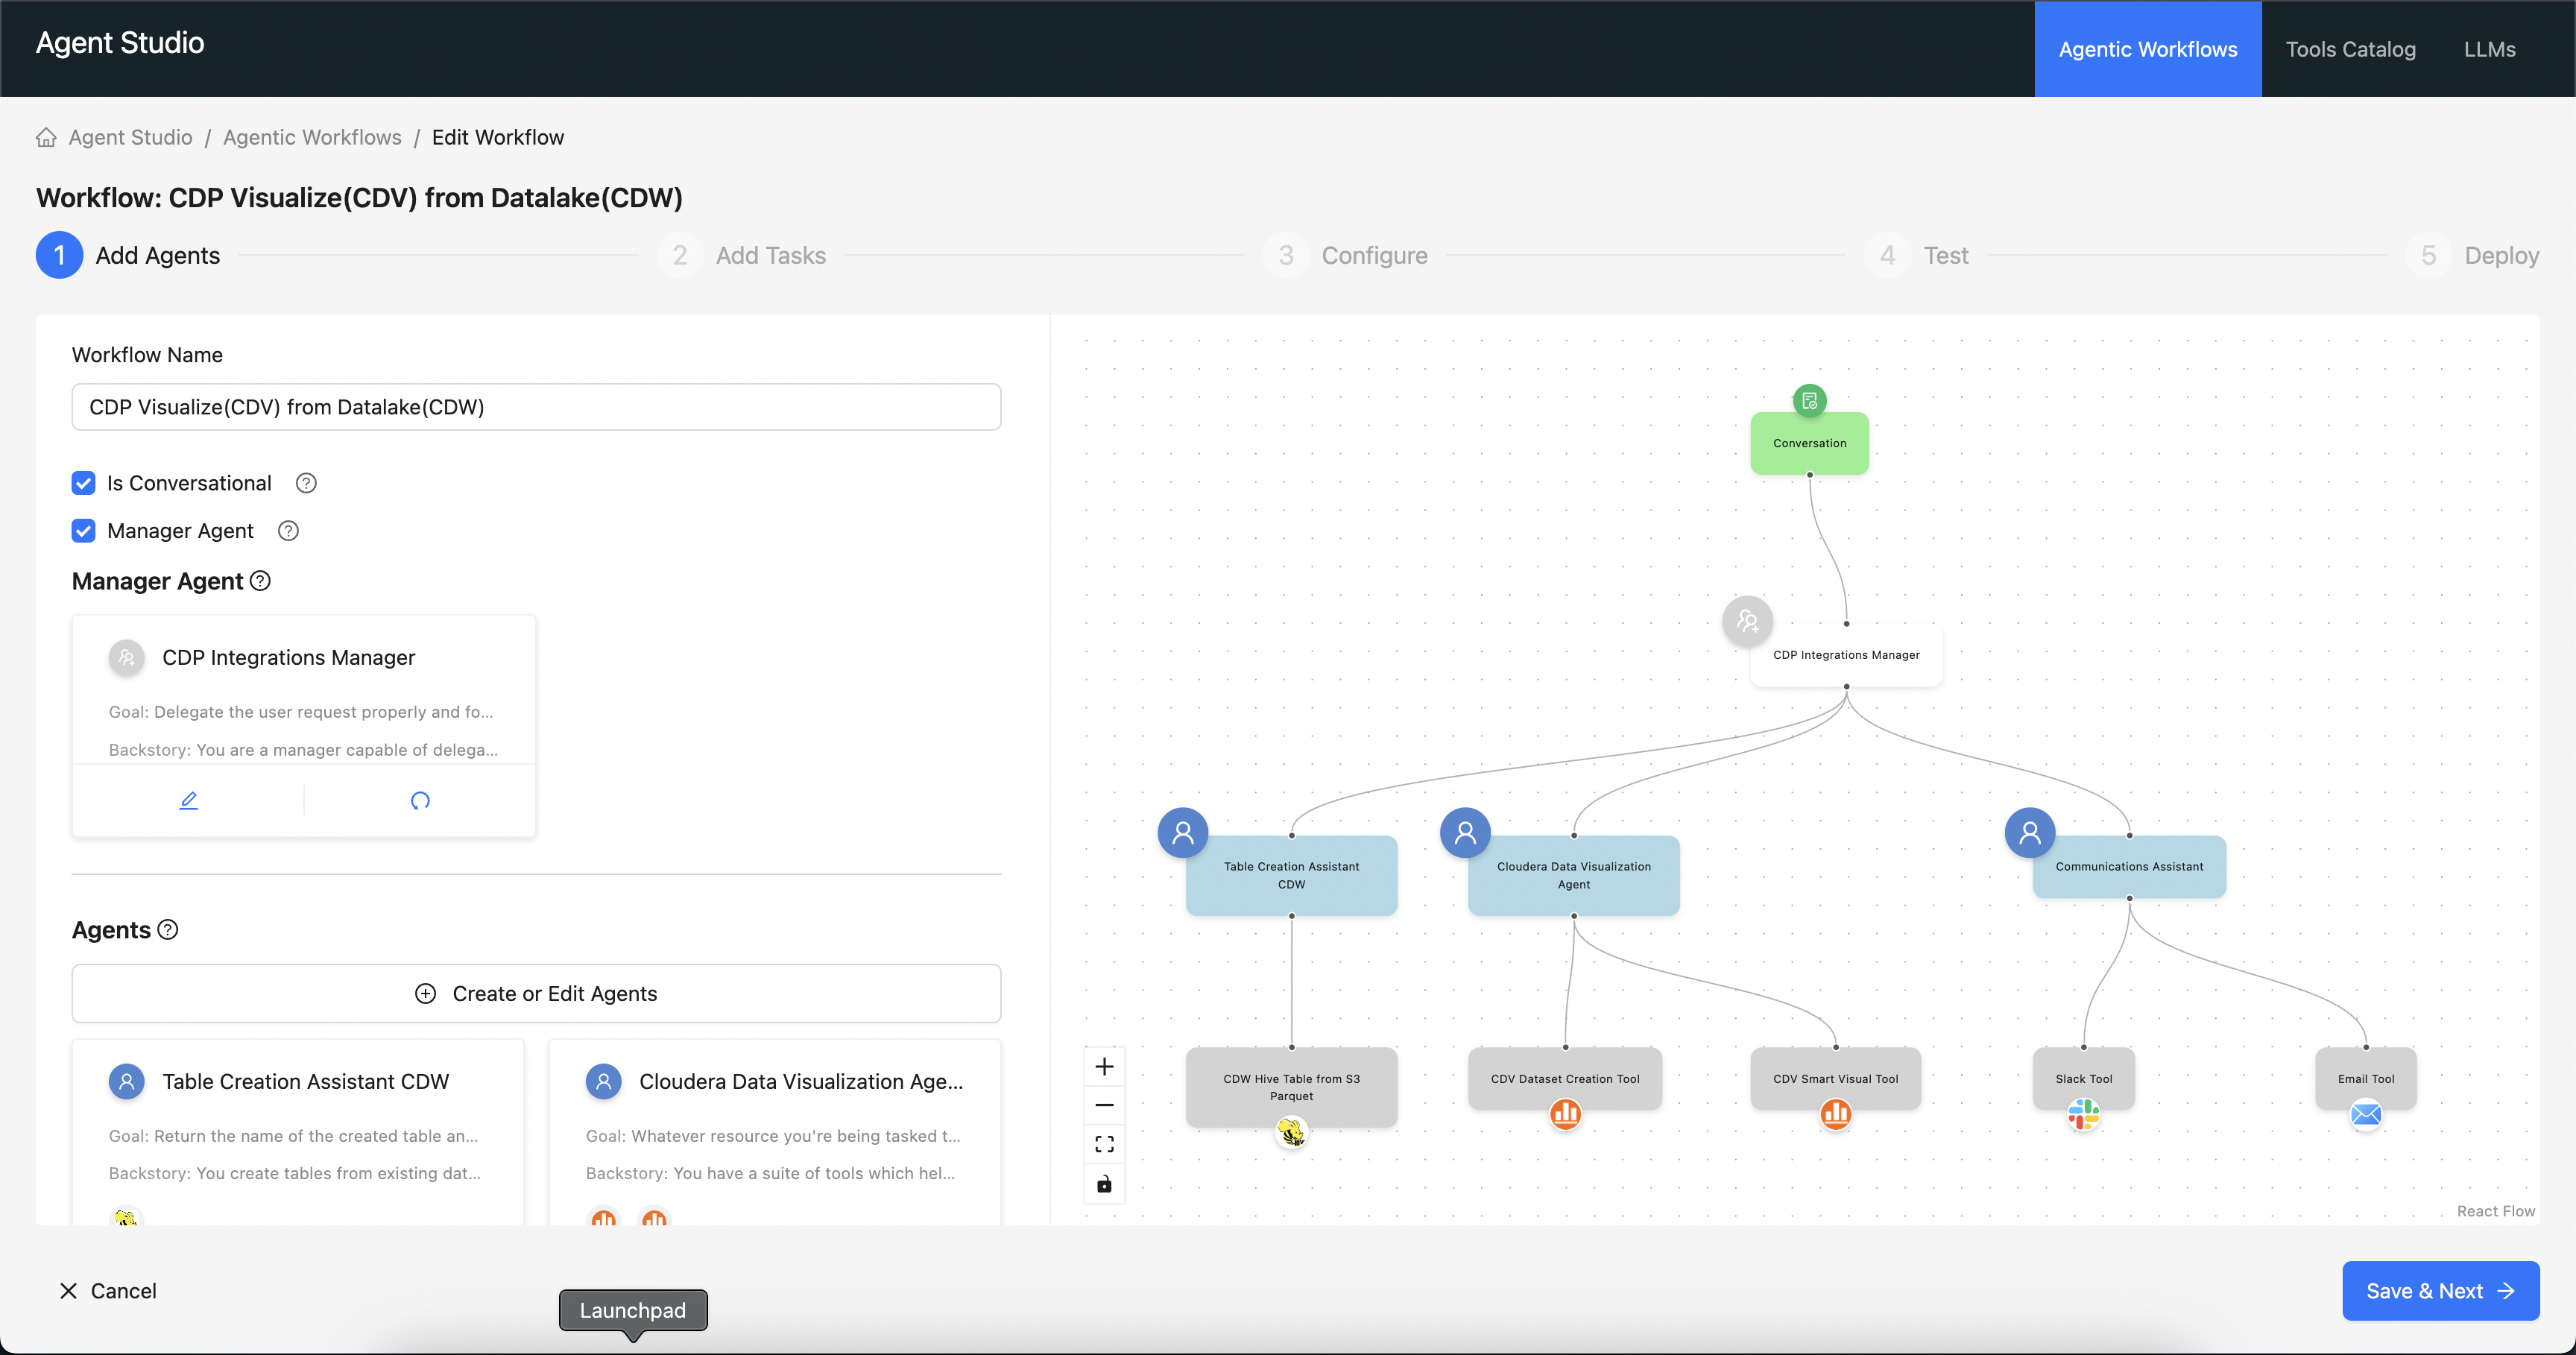 Agent Studio
Agentic Workflows
Tools Catalog
LLMs
Agent Studio / Agentic Workflows / Edit Workflow
Workflow: CDP Visualize(CDV) from Datalake(CDW)
1 Add Agents
2 Add Tasks
3 Configure
4 Test
5 Deploy
Workflow Name
CDP Visualize(CDV) from Datalake(CDW)
Is Conversational ?
Manager Agent ?
Manager Agent ?
CDP Integrations Manager
Goal: Delegate the user request properly and fo...
Backstory: You are a manager capable of delega...
Agents ?
Create or Edit Agents
Table Creation Assistant CDW
Goal: Return the name of the created table an...
Backstory: You create tables from existing dat...
Cloudera Data Visualization Age...
Goal: Whatever resource you're being tasked t...
Backstory: You have a suite of tools which hel...
Conversation
CDP Integrations Manager
Table Creation Assistant
CDW
Cloudera Data Visualization
Agent
Communications Assistant
CDW Hive Table from S3
Parquet
CDV Dataset Creation Tool
CDV Smart Visual Tool
Slack Tool
Email Tool
React Flow
Cancel
Launchpad
Save & Next